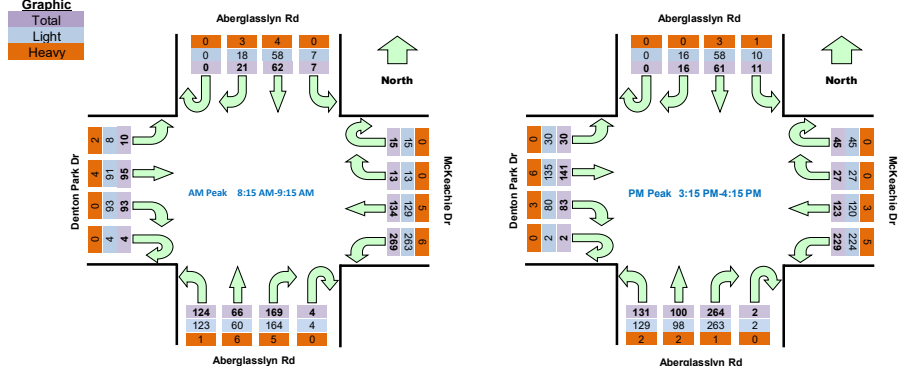 Graphic
Total
Light
Heavy
Aberglasslyn Rd
0 3 4 0
0 18 58 7
0 21 62 7
North
Denton Park Dr
2 8 10
4 91 95
0 93 93
0 4 4
AM Peak 8:15 AM-9:15 AM
15 15 0
13 13 0
134 129 5
269 263 6
McKeachie Dr
124 66 169 4
123 60 164 4
1 6 5 0
Aberglasslyn Rd
Aberglasslyn Rd
0 0 3 1
0 16 58 10
0 16 61 11
North
Denton Park Dr
0 30 30
6 135 141
3 80 83
0 2 2
PM Peak 3:15 PM-4:15 PM
45 45 0
27 27 0
123 120 3
229 224 5
McKeachie Dr
131 100 264 2
129 98 263 2
2 2 1 0
Aberglasslyn Rd